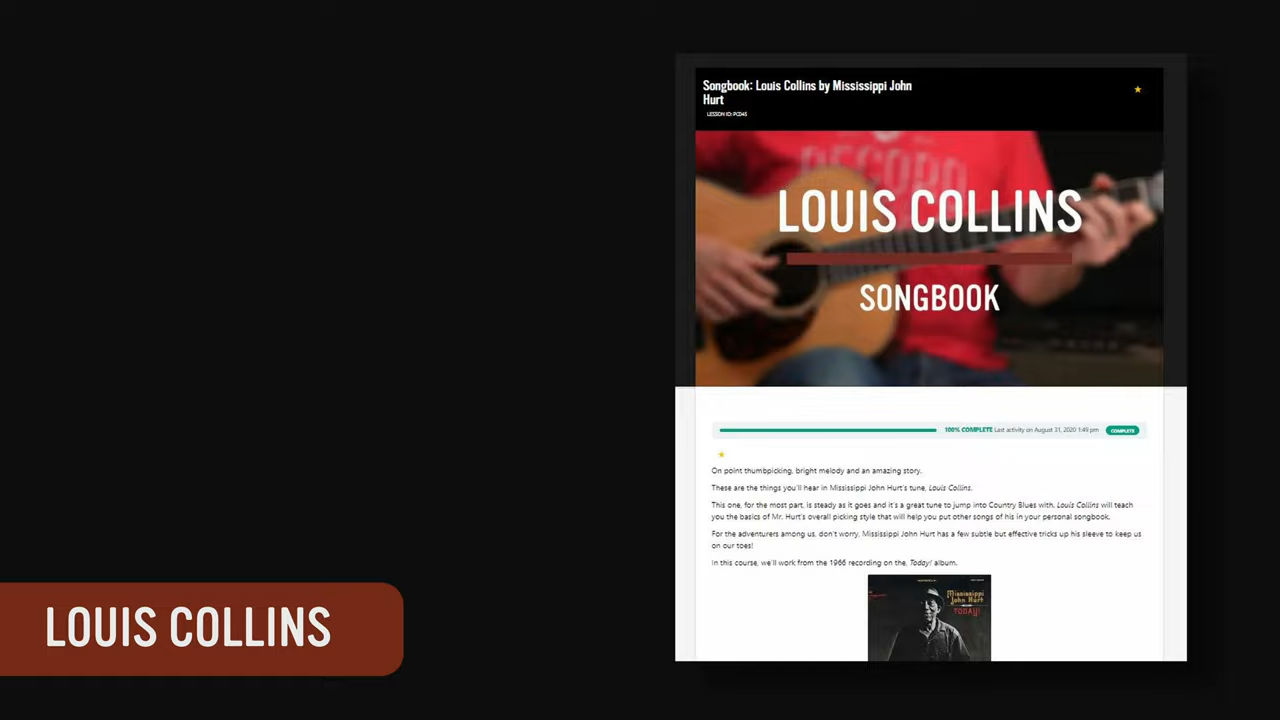 Songbook: Louis Collins by Mississippi John
Hurt
LESSON ID: PC045
RECORD
LOUIS COLLINS
SONGBOOK
100% COMPLETE Last activity on August 31, 2020 1:49 pm COMPLETE
On point thumbpicking, bright melody and an amazing story.
These are the things you'll hear in Mississippi John Hurt's tune, Louis Collins.
This one, for the most part, is steady as it goes and it's a great tune to jump into Country Blues with. Louis Collins will teach
you the basics of Mr. Hurt's overall picking style that will help you put other songs of his in your personal songbook.
For the adventurers among us, don't worry, Mississippi John Hurt has a few subtle but effective tricks up his sleeve to keep us
on our toes!
In this course, we'll work from the 1966 recording on the, Today! album.
Mississippi
John Hurt
TODAY!
LOUIS COLLINS